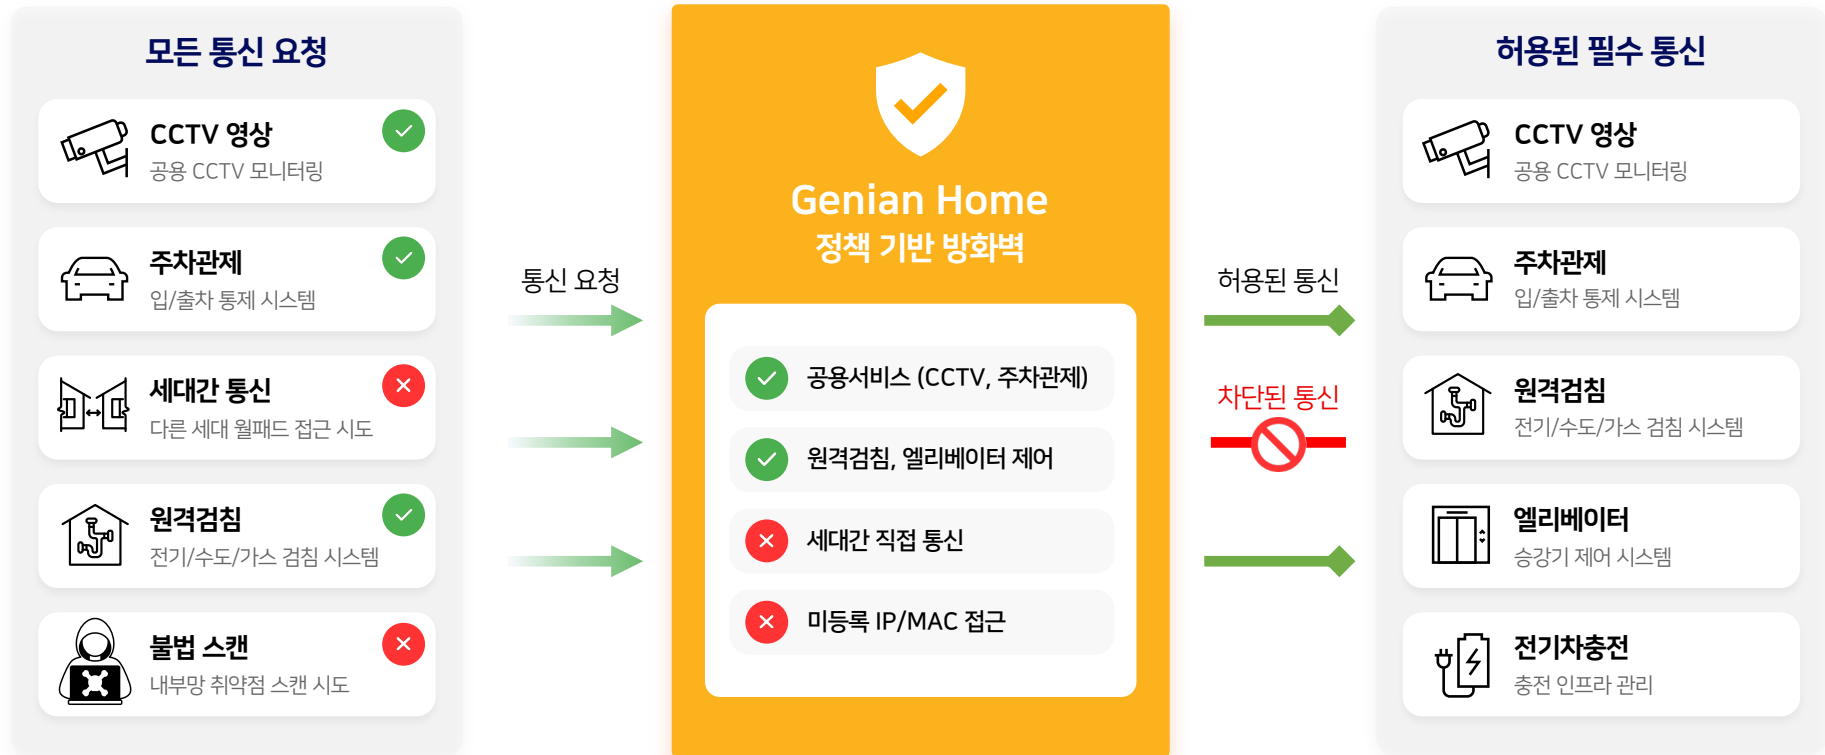 모든 통신 요청
CCTV 영상
공용 CCTV 모니터링
주차관제
입/출차 통제 시스템
세대간 통신
다른 세대 월패드 접근 시도
원격검침
전기/수도/가스 검침 시스템
불법 스캔
내부망 취약점 스캔 시도
통신 요청
Genian Home
정책 기반 방화벽
공용서비스 (CCTV, 주차관제)
원격검침, 엘리베이터 제어
세대간 직접 통신
미등록 IP/MAC 접근
허용된 통신
차단된 통신
허용된 필수 통신
CCTV 영상
공용 CCTV 모니터링
주차관제
입/출차 통제 시스템
원격검침
전기/수도/가스 검침 시스템
엘리베이터
승강기 제어 시스템
전기차충전
충전 인프라 관리